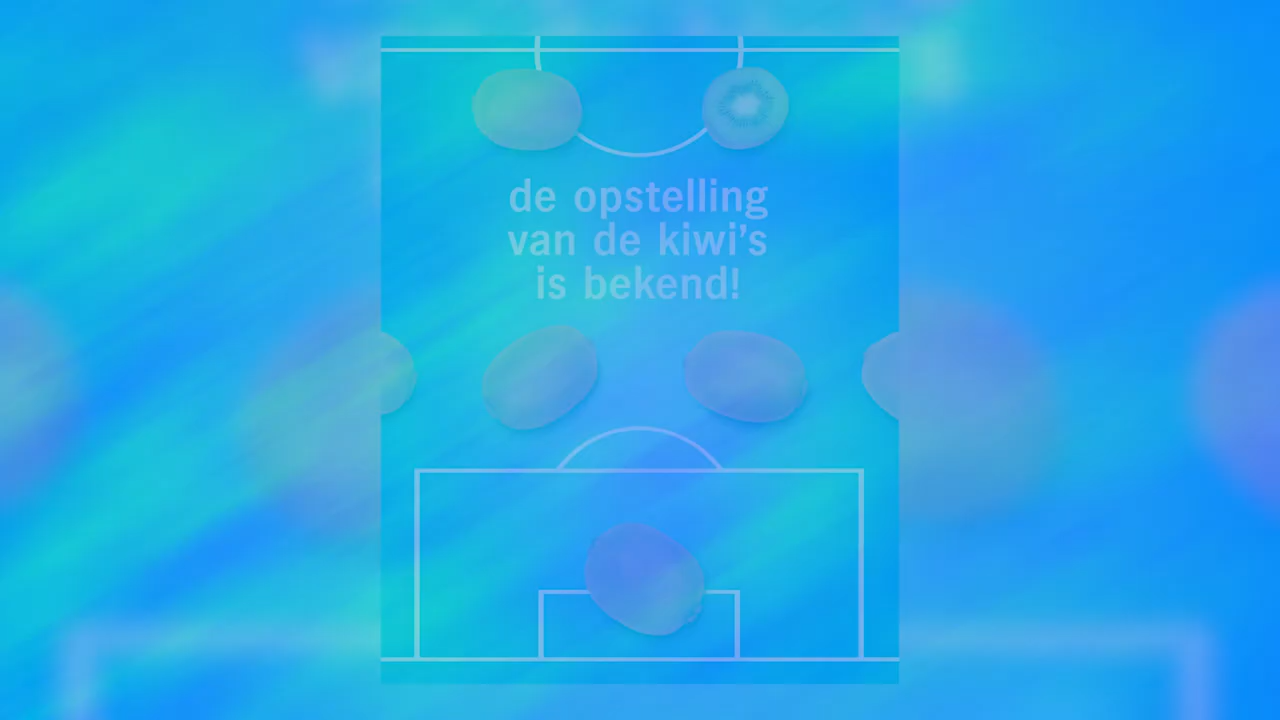 de opstelling
van de kiwi’s
is bekend!